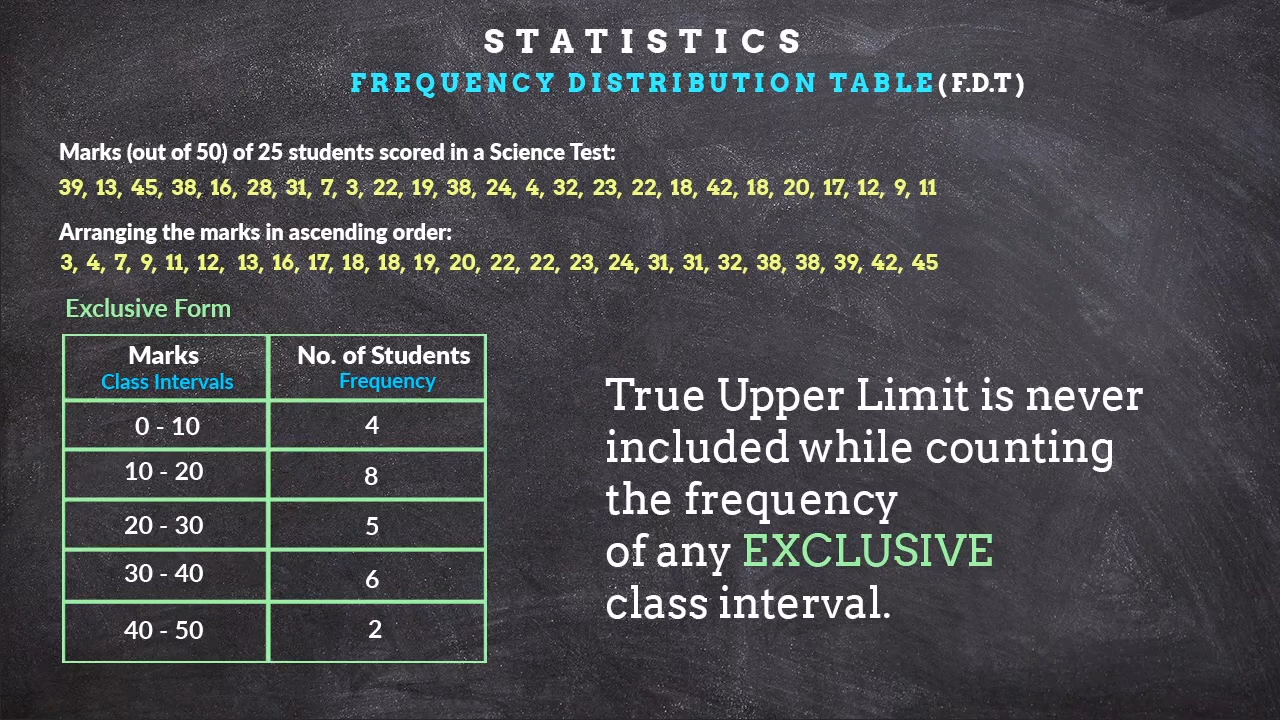 STATISTICS
FREQUENCY DISTRIBUTION TABLE(F.D.T)
Marks (out of 50) of 25 students scored in a Science Test:
39, 13, 45, 38, 16, 28, 31, 7, 3, 22, 19, 38, 24, 4, 32, 23, 22, 18, 42, 18, 20, 17, 12, 9, 11
Arranging the marks in ascending order:
3, 4, 7, 9, 11, 12, 13, 16, 17, 18, 18, 19, 20, 22, 22, 23, 24, 31, 31, 32, 38, 38, 39, 42, 45
Exclusive Form
Marks No. of Students
Class Intervals Frequency
0 - 10 4
10 - 20 8
20 - 30 5
30 - 40 6
40 - 50 2
True Upper Limit is never
included while counting
the frequency
of any EXCLUSIVE
class interval.